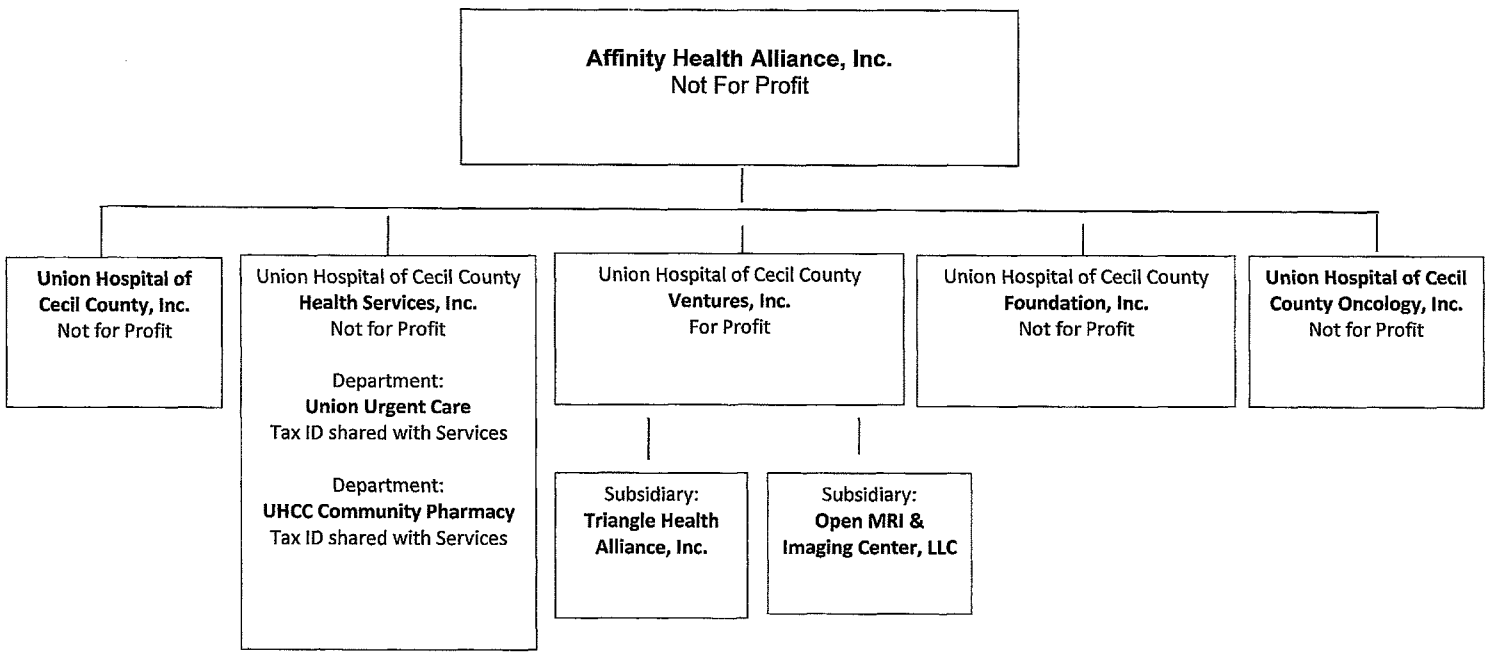 Affinity Health Alliance, Inc.
Not For Profit
Union Hospital of
Cecil County, Inc.
Not for Profit
Union Hospital of Cecil County
Health Services, Inc.
Not for Profit
Department:
Union Urgent Care
Tax ID shared with Services
Department:
UHCC Community Pharmacy
Tax ID shared with Services
Union Hospital of Cecil County
Ventures, Inc.
For Profit
Union Hospital of Cecil County
Foundation, Inc.
Not for Profit
Union Hospital of Cecil
County Oncology, Inc.
Not for Profit
Subsidiary:
Triangle Health
Alliance, Inc.
Subsidiary:
Open MRI &
Imaging Center, LLC